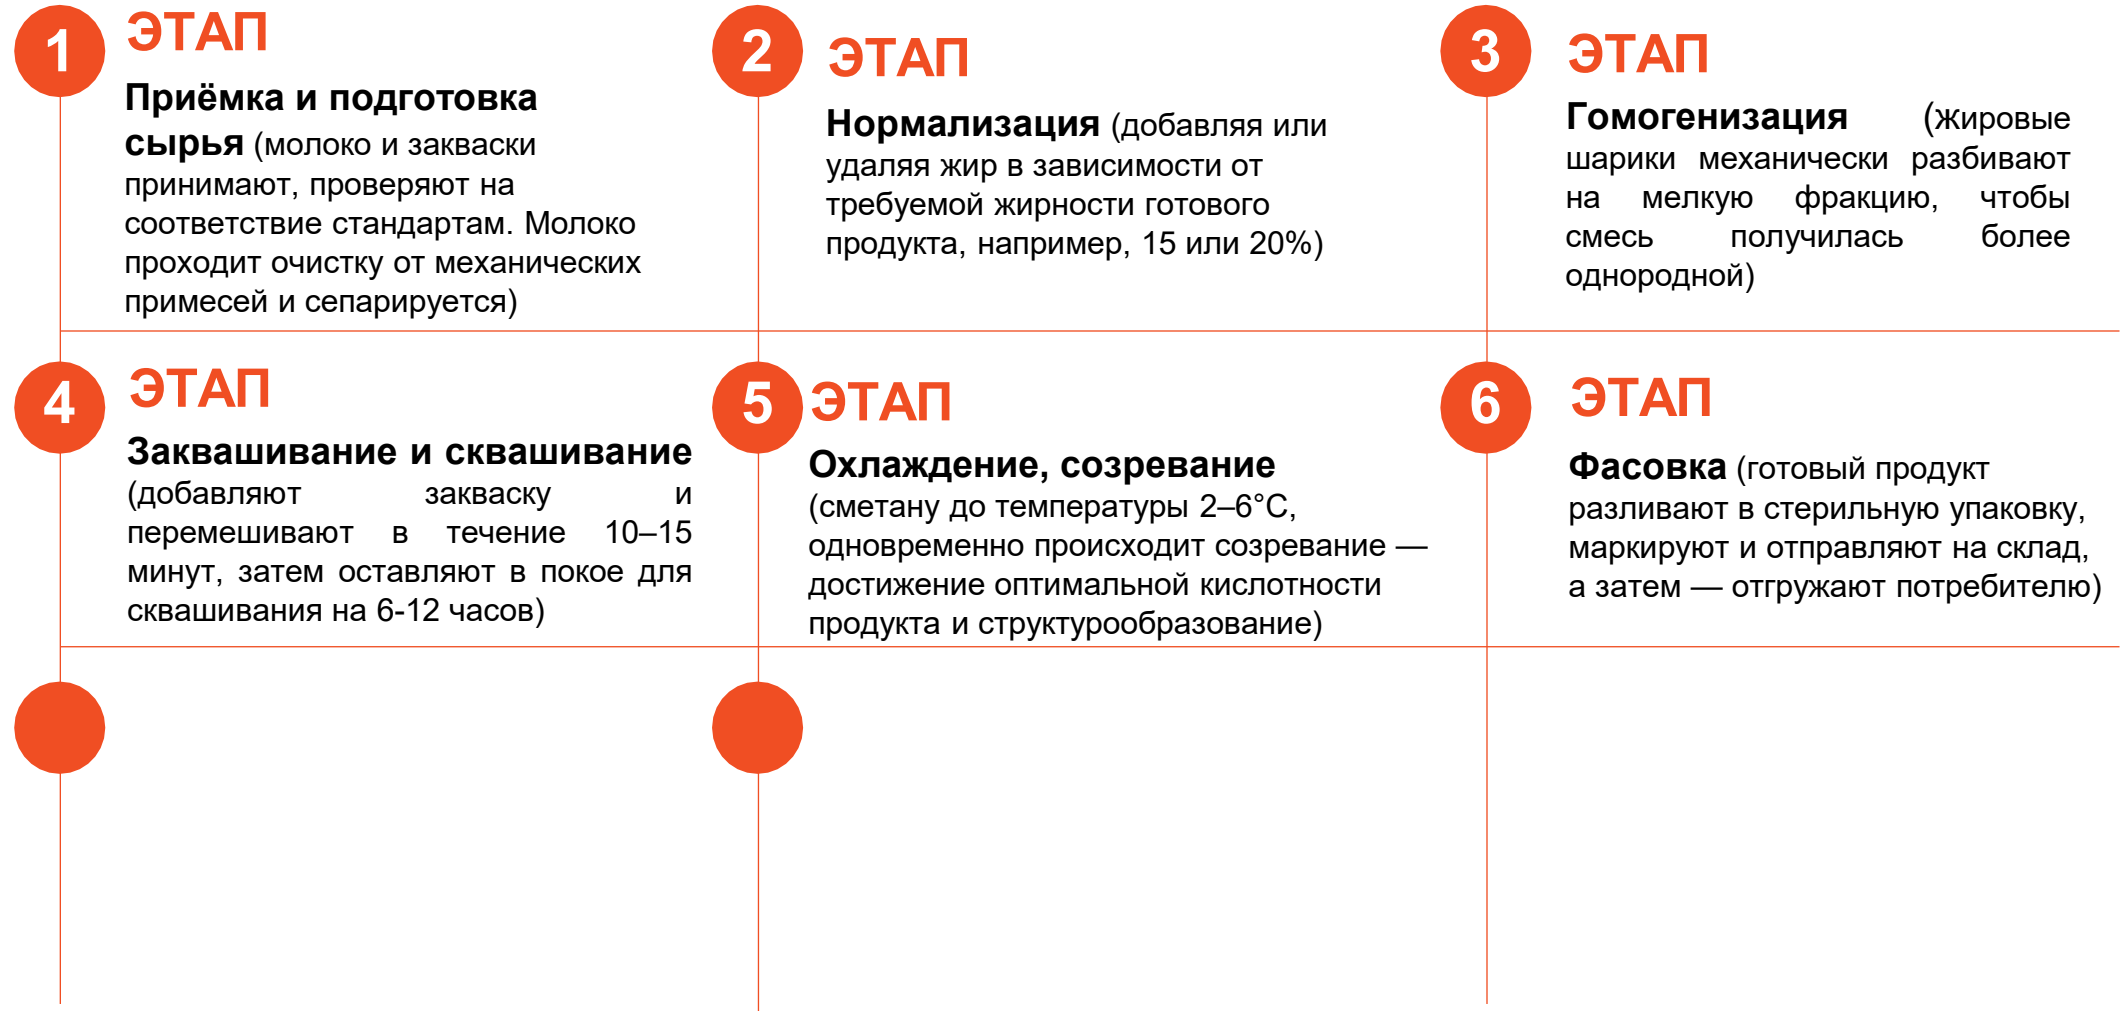 1
ЭТАП
Приёмка и подготовка
сырья (молоко и закваски
принимают, проверяют на
соответствие стандартам. Молоко
проходит очистку от механических
примесей и сепарируется)
2
ЭТАП
Нормализация (добавляя или
удаляя жир в зависимости от
требуемой жирности готового
продукта, например, 15 или 20%)
3
ЭТАП
Гомогенизация (жировые
шарики механически разбивают
на мелкую фракцию, чтобы
смесь получилась более
однородной)
4
ЭТАП
Заквашивание и сквашивание
(добавляют закваску и
перемешивают в течение 10–15
минут, затем оставляют в покое для
сквашивания на 6-12 часов)
5
ЭТАП
Охлаждение, созревание
(сметану до температуры 2–6°C,
одновременно происходит созревание —
достижение оптимальной кислотности
продукта и структурообразование)
6
ЭТАП
Фасовка (готовый продукт
разливают в стерильную упаковку,
маркируют и отправляют на склад,
а затем — отгружают потребителю)